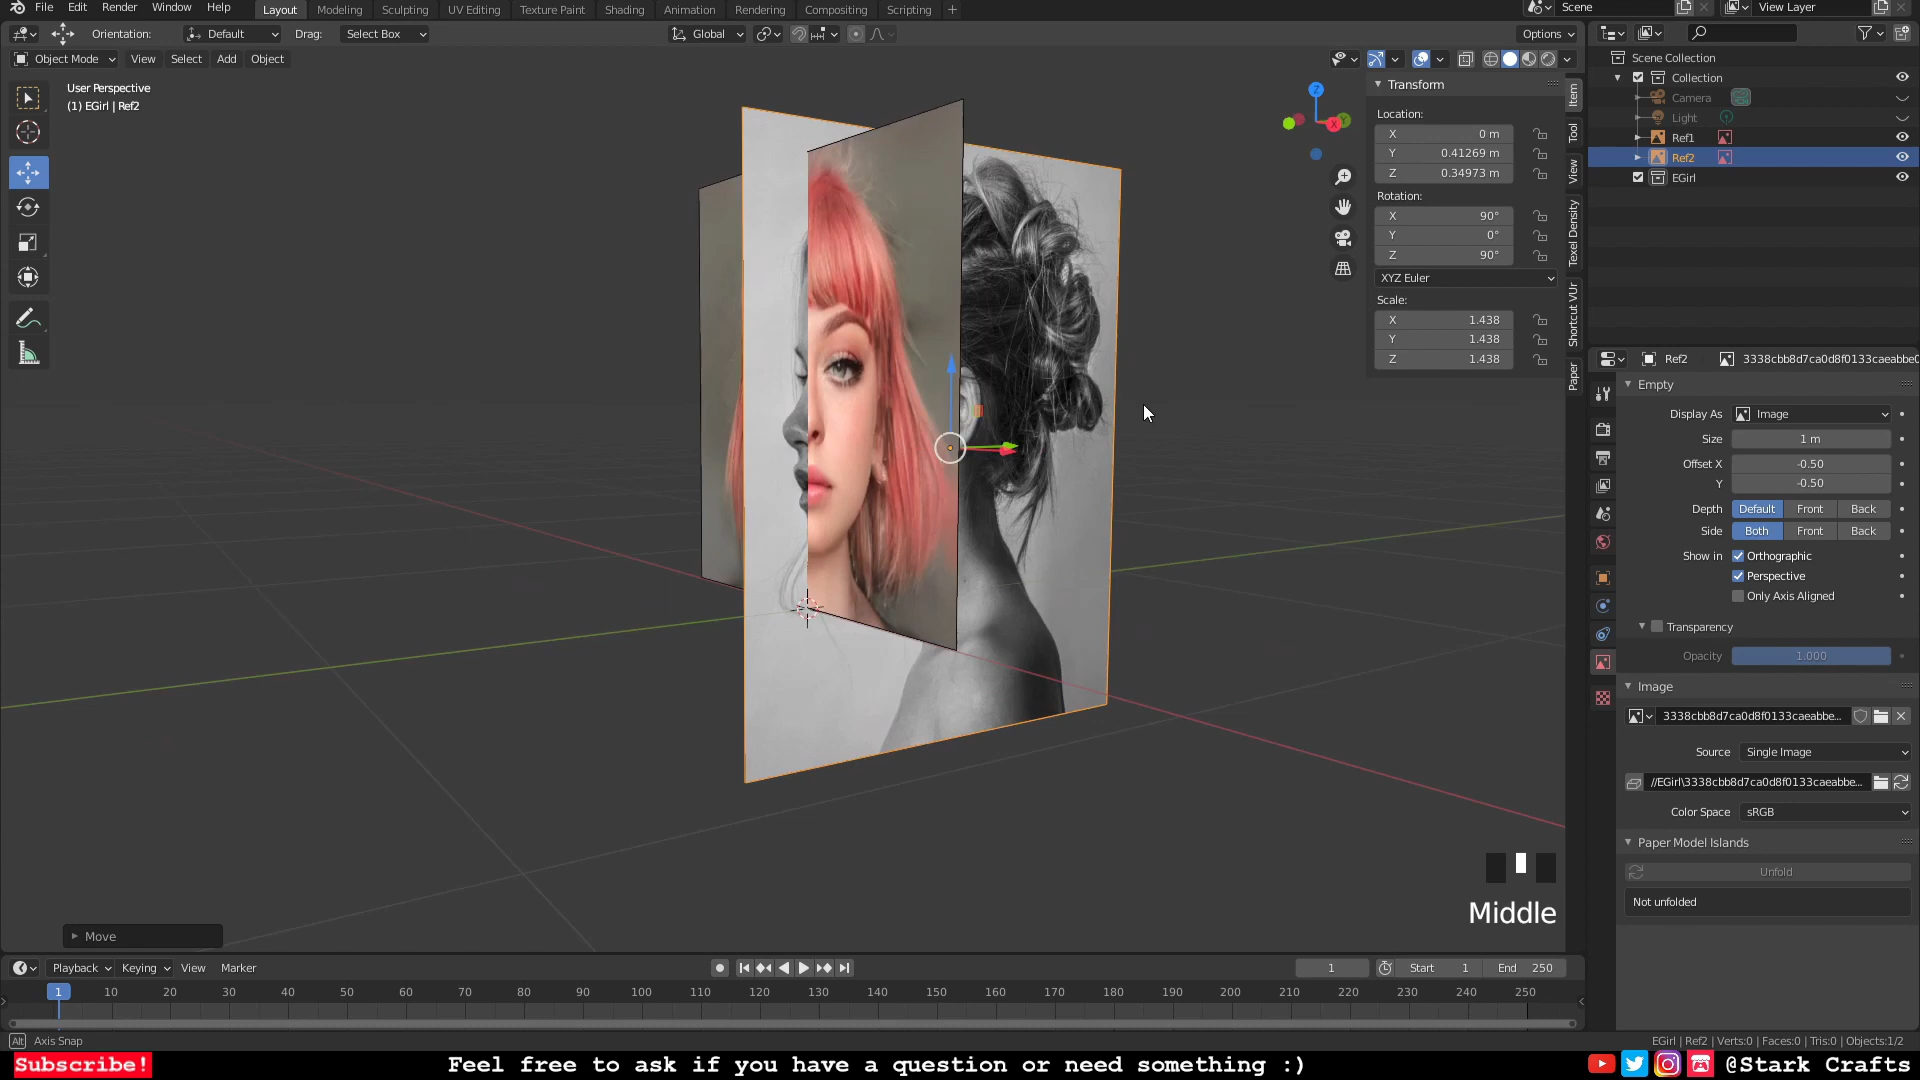 File Edit Render Window Help Layout Modeling Sculpting UV Editing Texture Paint Shading Animation Rendering Compositing Scripting + Scene View Layer
Orientation: Default Drag: Select Box Global Options
Object Mode View Select Add Object
User Perspective
(1) EGirl | Ref2
Z
X
Y
Transform
Location:
X 0 m
Y 0.41269 m
Z 0.34973 m
Rotation:
X 90°
Y 0°
Z 90°
XYZ Euler
Scale:
X 1.438
Y 1.438
Z 1.438
Item
Tool
View
Texel Density
Shortcut VUr
Paper
Scene Collection
Collection
Camera
Light
Ref1
Ref2
EGirl
Ref2 3338cbb8d7ca0d8f0133caeabbe0
Empty
Display As Image
Size 1 m
Offset X -0.50
Y -0.50
Depth Default Front Back
Side Both Front Back
Show in Orthographic
Perspective
Only Axis Aligned
Transparency
Opacity 1.000
Image
3338cbb8d7ca0d8f0133caeabbe...
Source Single Image
//EGirl\3338cbb8d7ca0d8f0133caeabbe...
Color Space sRGB
Paper Model Islands
Unfold
Not unfolded
Middle
Move
Playback Keying View Marker 1 Start 1 End 250
1 10 20 30 40 50 60 70 80 90 100 110 120 130 140 150 160 170 180 190 200 210 220 230 240 250
Alt Axis Snap EGirl | Ref2 | Verts:0 | Faces:0 | Tris:0 | Objects:1/2
Subscribe! Feel free to ask if you have a question or need something :) @Stark Crafts